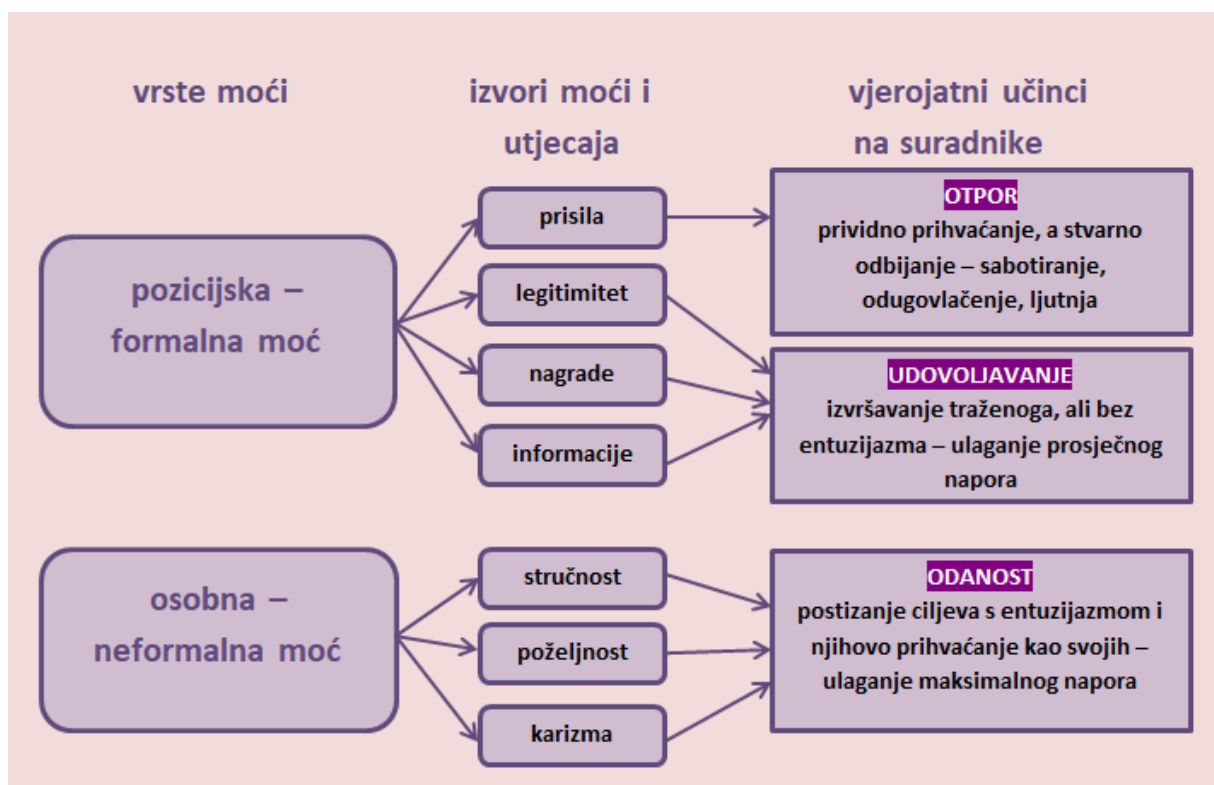 vrste moći
izvori moći i
utjecaja
vjerojatni učinci
na suradnike
pozicijska –
formalna moć
prisila
legitimitet
nagrade
informacije
OTPOR
prividno prihvaćanje, a stvarno
odbijanje – sabotiranje,
odugovlačenje, ljutnja
UDOVOLJAVANJE
izvršavanje traženoga, ali bez
entuzijazma – ulaganje prosječnog
napora
osobna –
neformalna moć
stručnost
poželjnost
karizma
ODANOST
postizanje ciljeva s entuzijazmom i
njihovo prihvaćanje kao svojih –
ulaganje maksimalnog napora